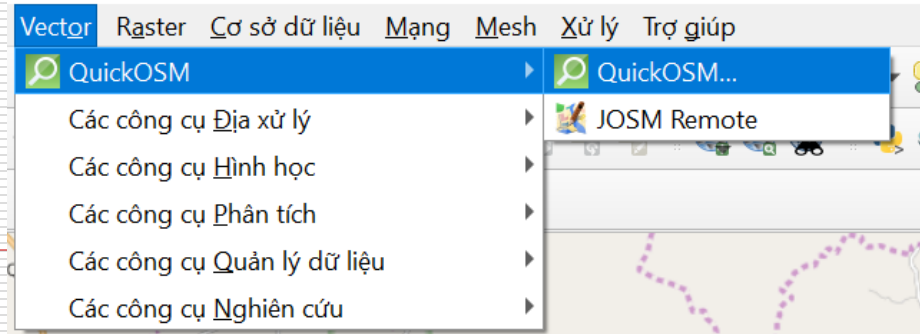 Vector Raster Cơ sở dữ liệu Mạng Mesh Xử lý Trợ giúp
QuickOSM
QuickOSM...
Các công cụ Địa xử lý
JOSM Remote
Các công cụ Hình học
Các công cụ Phân tích
Các công cụ Quản lý dữ liệu
Các công cụ Nghiên cứu